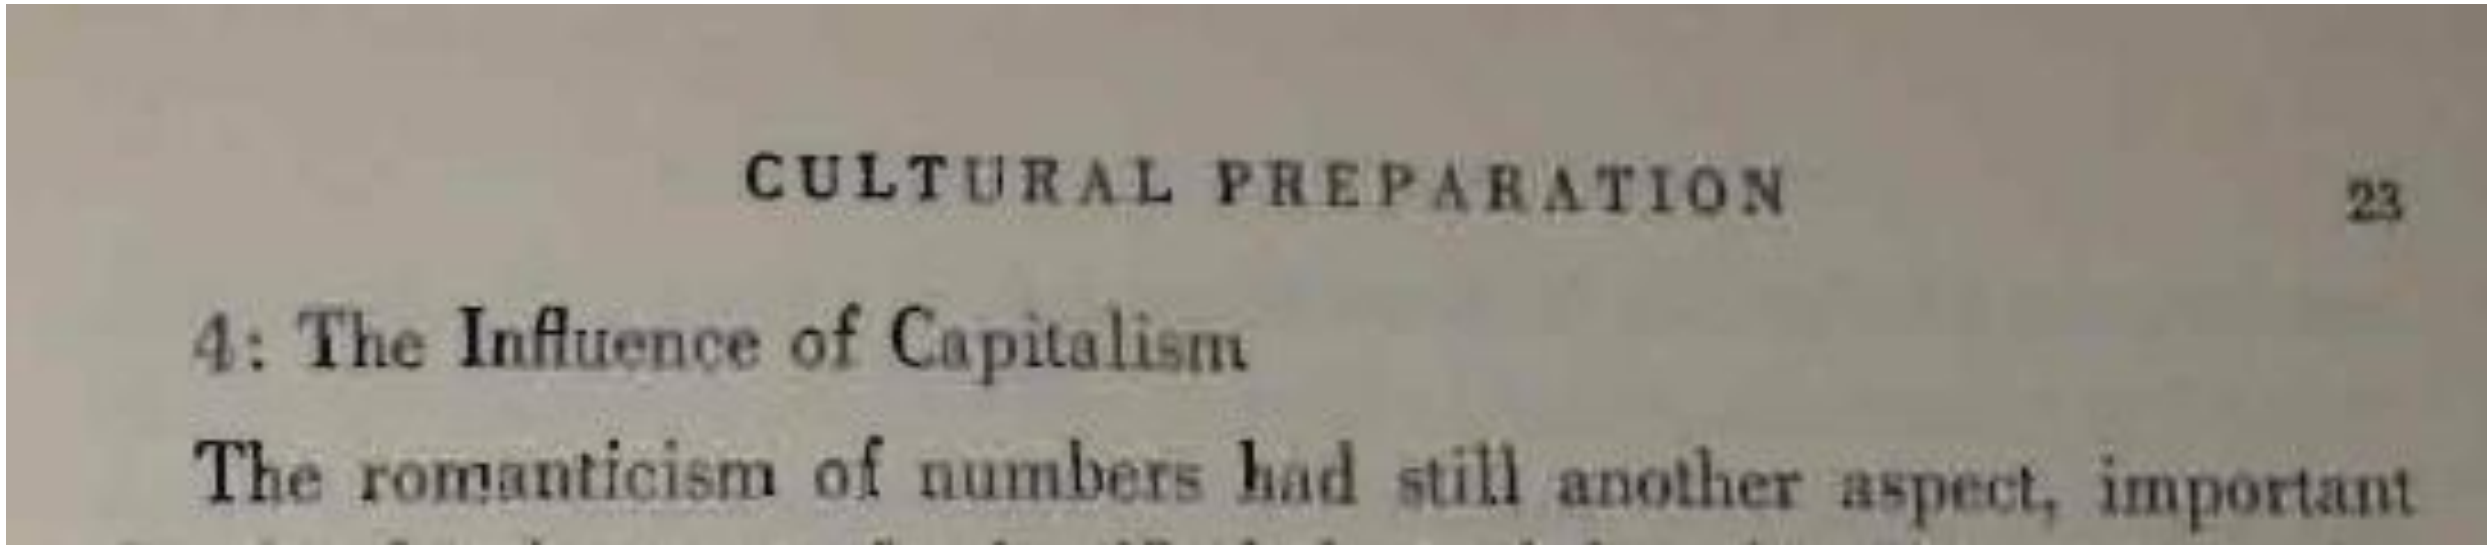 CULTURAL PREPARATION 23
4: The Influence of Capitalism
The romanticism of numbers had still another aspect, important